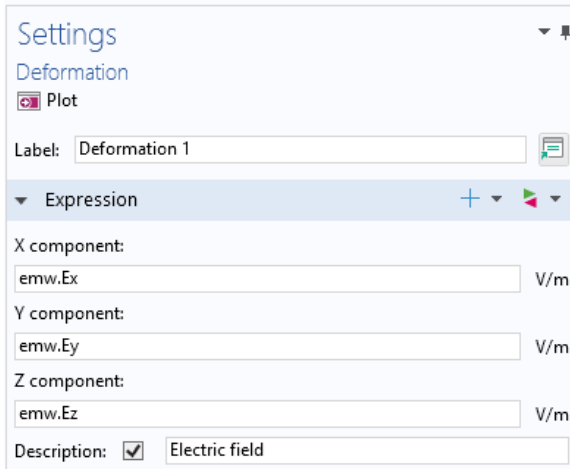 Settings
Deformation
Plot
Label: Deformation 1
Expression
X component:
emw.Ex V/m
Y component:
emw.Ey V/m
Z component:
emw.Ez V/m
Description: Electric field